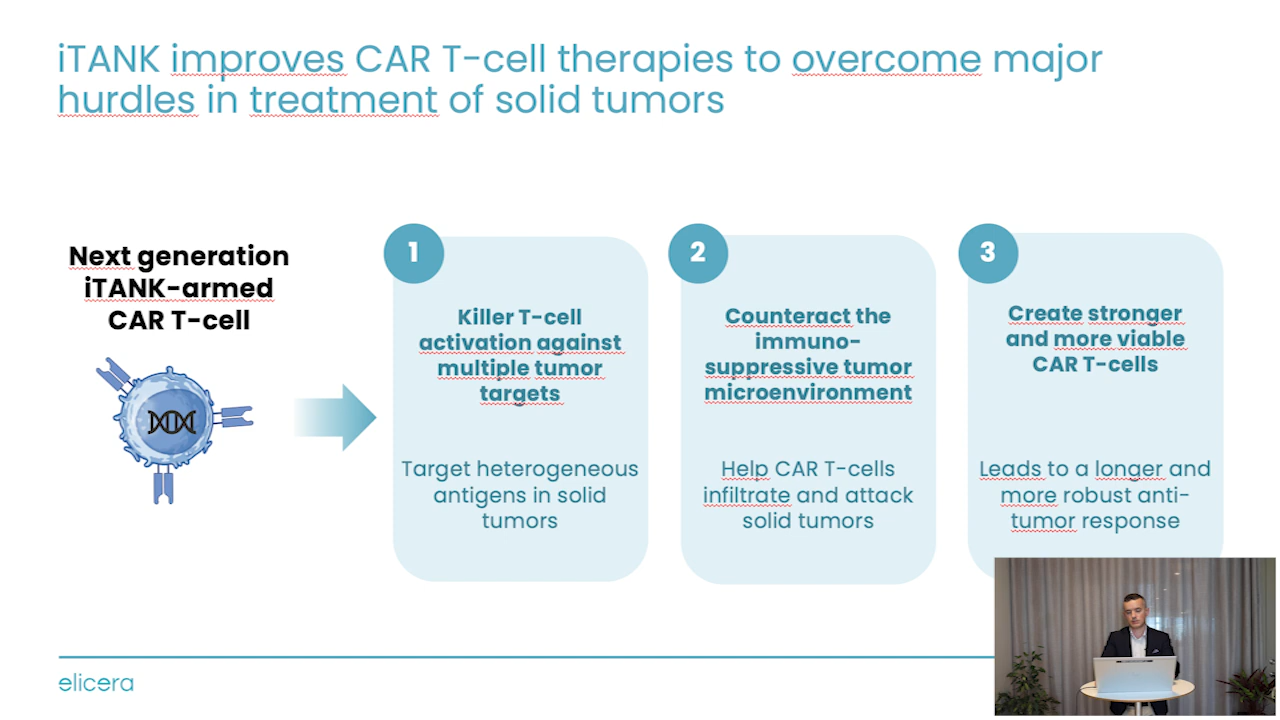 iTANK improves CAR T-cell therapies to overcome major
hurdles in treatment of solid tumors
Next generation
iTANK-armed
CAR T-cell
1
Killer T-cell
activation against
multiple tumor
targets
Target heterogeneous
antigens in solid
tumors
2
Counteract the
immuno-
suppressive tumor
microenvironment
Help CAR T-cells
infiltrate and attack
solid tumors
3
Create stronger
and more viable
CAR T-cells
Leads to a longer and
more robust anti-
tumor response
elicera